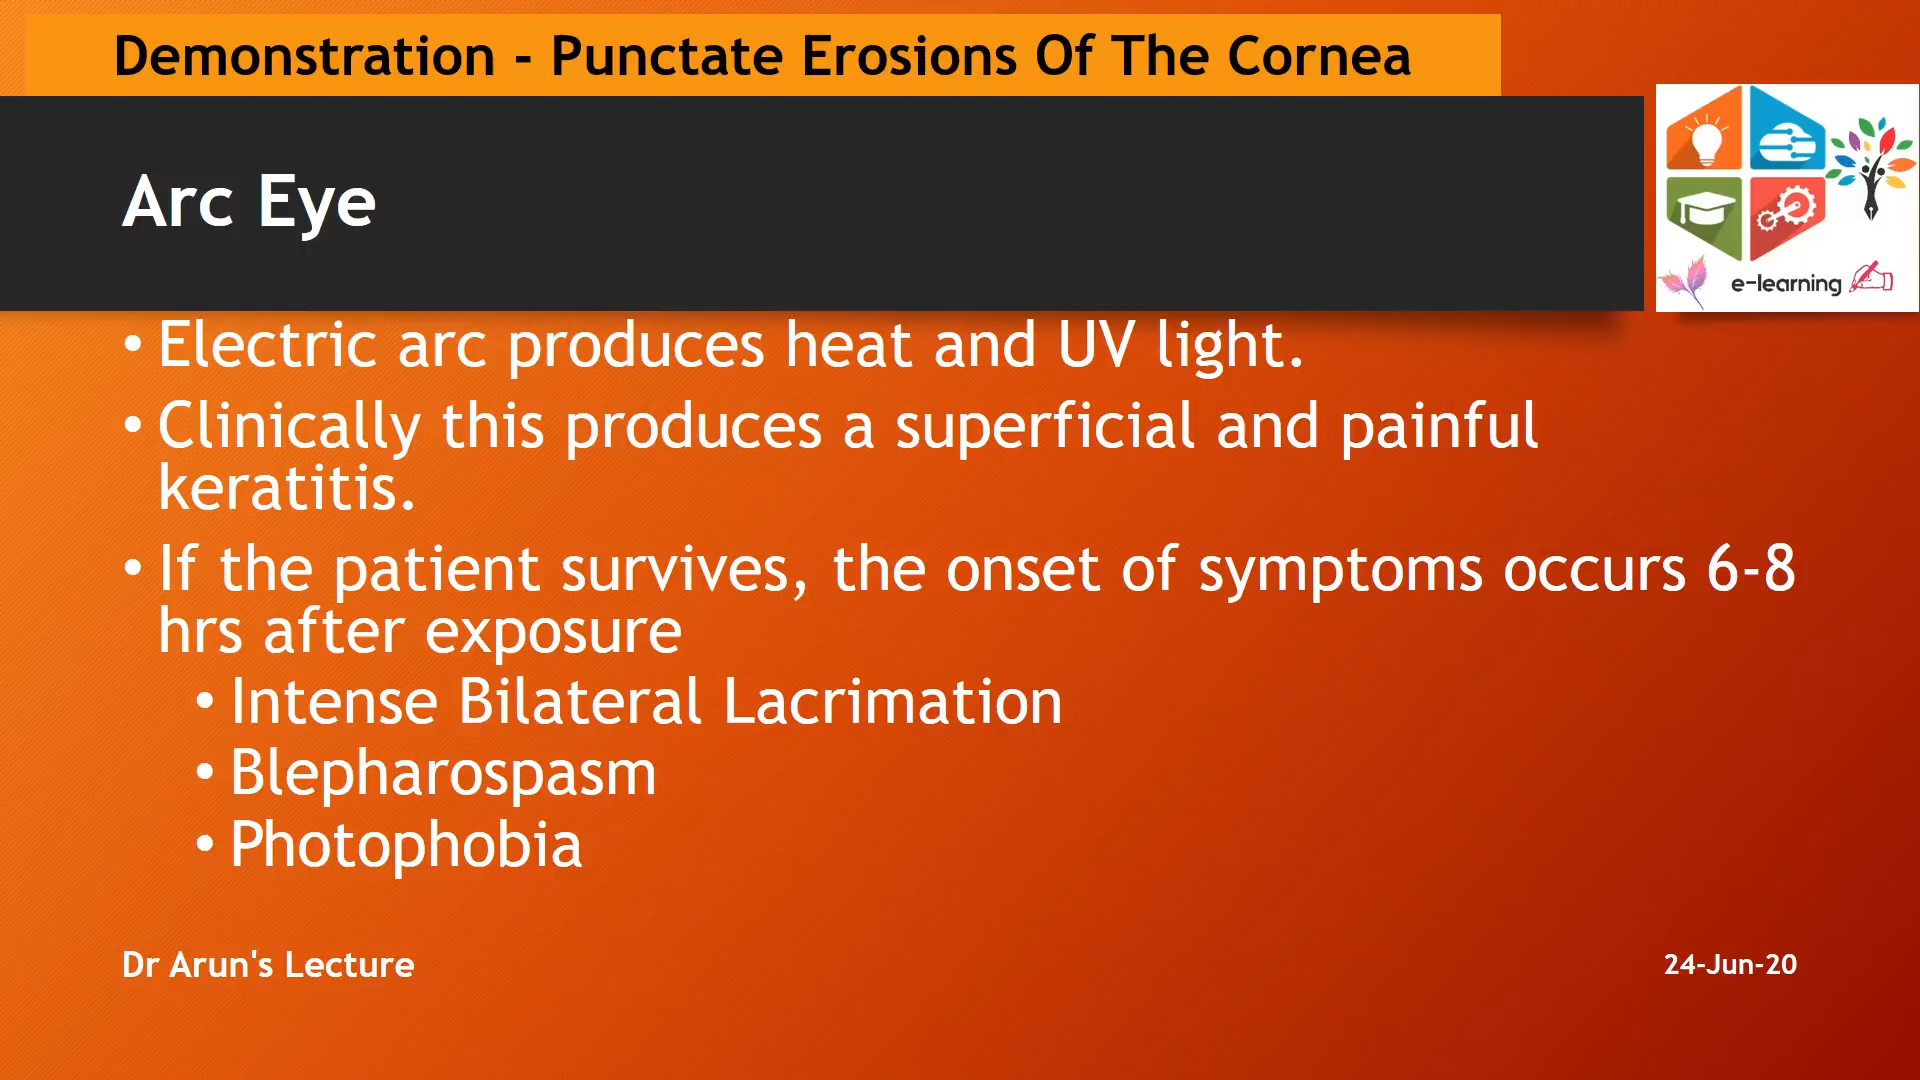 Demonstration - Punctate Erosions Of The Cornea
Arc Eye
e-learning
• Electric arc produces heat and UV light.
• Clinically this produces a superficial and painful
keratitis.
• If the patient survives, the onset of symptoms occurs 6-8
hrs after exposure
• Intense Bilateral Lacrimation
• Blepharospasm
• Photophobia
Dr Arun's Lecture
24-Jun-20